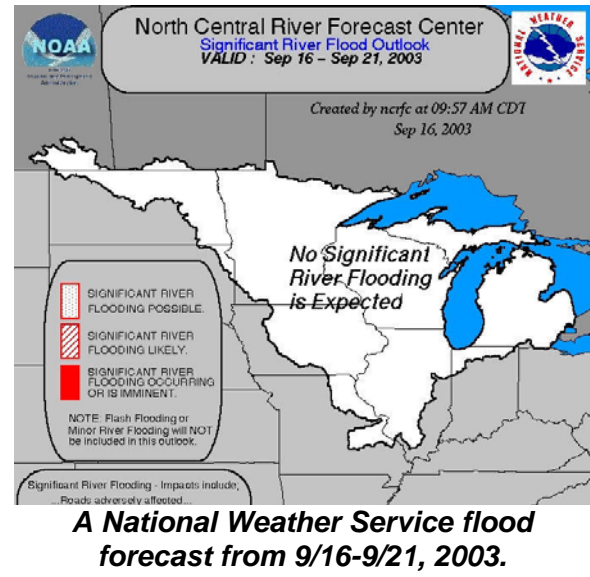 North Central River Forecast Center
Significant River Flood Outlook
VALID : Sep 16 – Sep 21, 2003
NOAA
NATIONAL WEATHER SERVICE
Created by ncrfc at 09:57 AM CDT
Sep 16, 2003
No Significant
River Flooding
is Expected
SIGNIFICANT RIVER
FLOODING POSSIBLE.
SIGNIFICANT RIVER
FLOODING LIKELY.
SIGNIFICANT RIVER
FLOODING OCCURRING
OR IS IMMINENT.
NOTE: Flash Flooding or
Minor River Flooding will NOT
be included in this outlook.
Significant River Flooding - Impacts include,
...Roads adversely affected...
A National Weather Service flood
forecast from 9/16-9/21, 2003.